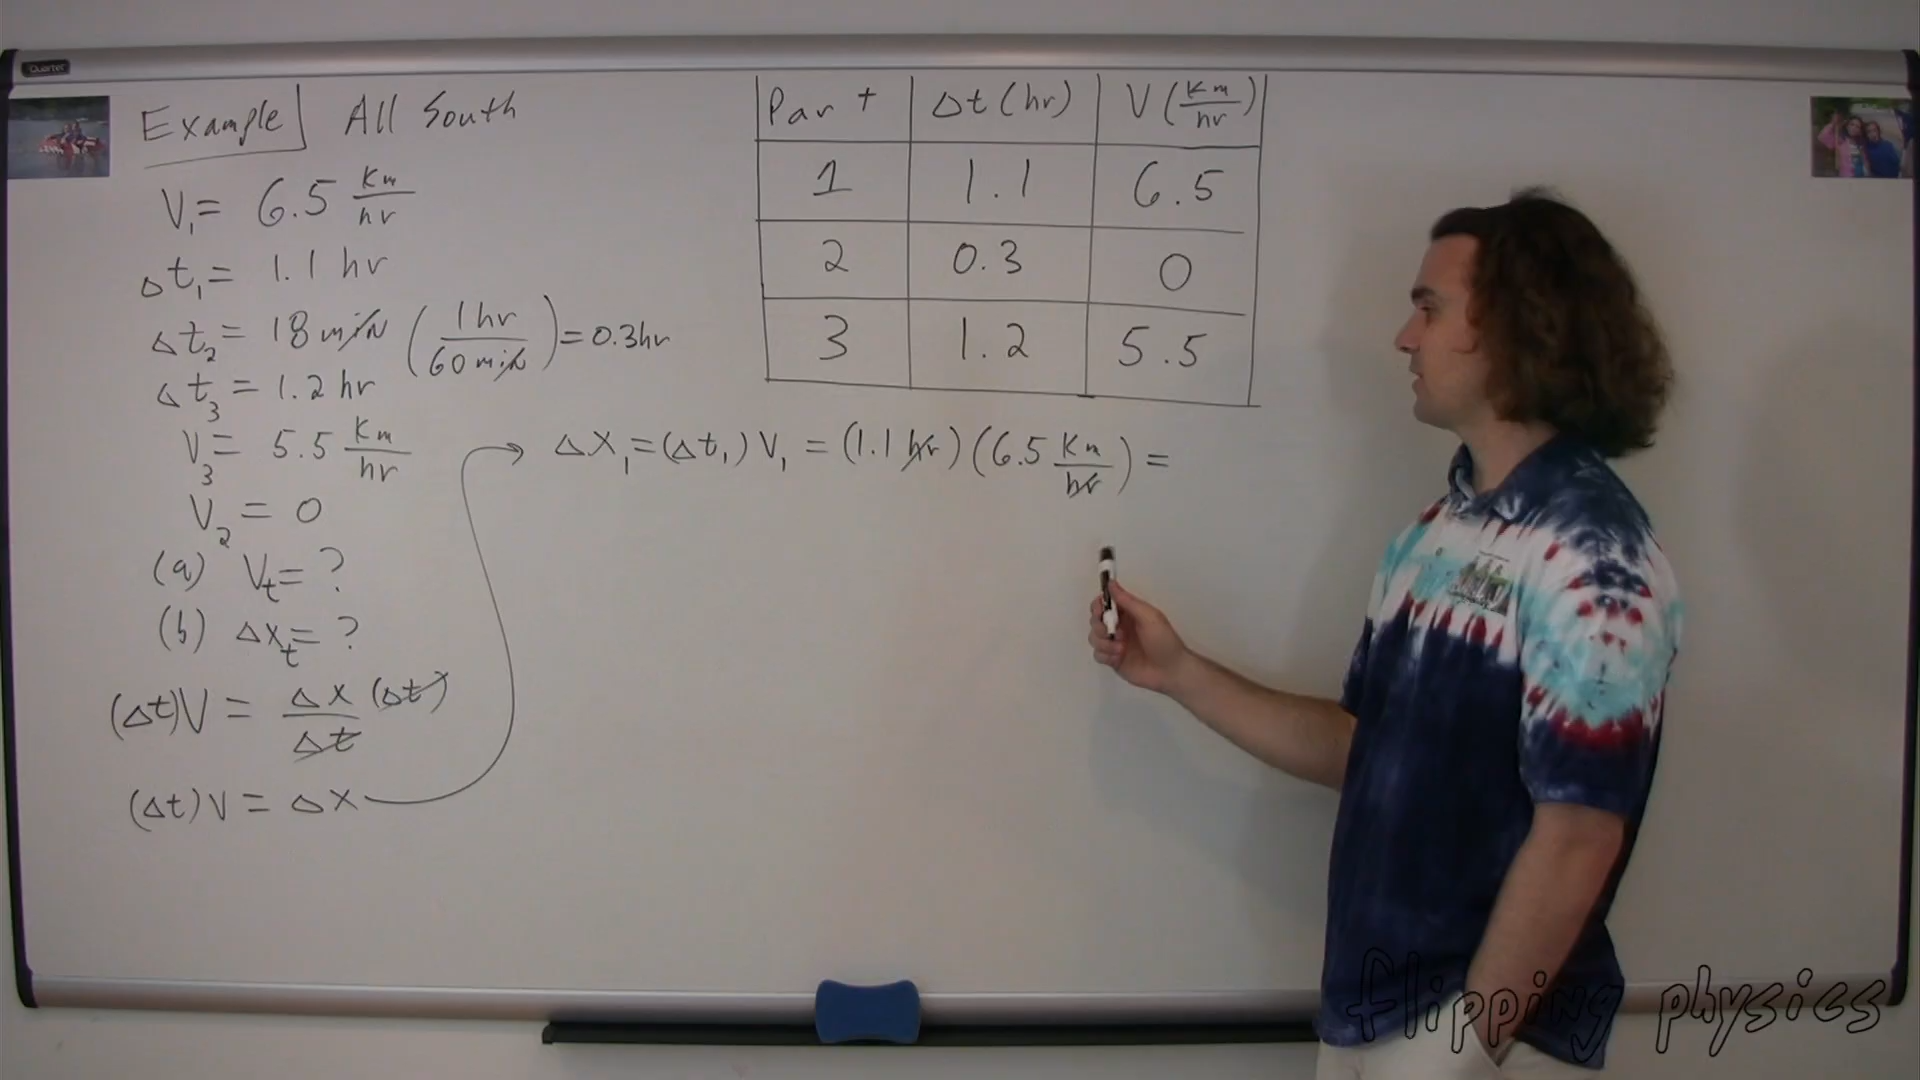 Quartet
Example All South
V₁ = 6.5 Km/hr
Δt₁ = 1.1 hr
Δt₂ = 18 min (1 hr/60 min) = 0.3 hr
Δt₃ = 1.2 hr
V₃ = 5.5 Km/hr
V₂ = 0
(a) Vₜ = ?
(b) Δxₜ = ?
(Δt)V = Δx/Δt (Δt)
(Δt)V = Δx
Part Δt (hr) V (Km/hr)
1 1.1 6.5
2 0.3 0
3 1.2 5.5
Δx₁ = (Δt₁) V₁ = (1.1 hr) (6.5 Km/hr) =
flipping physics